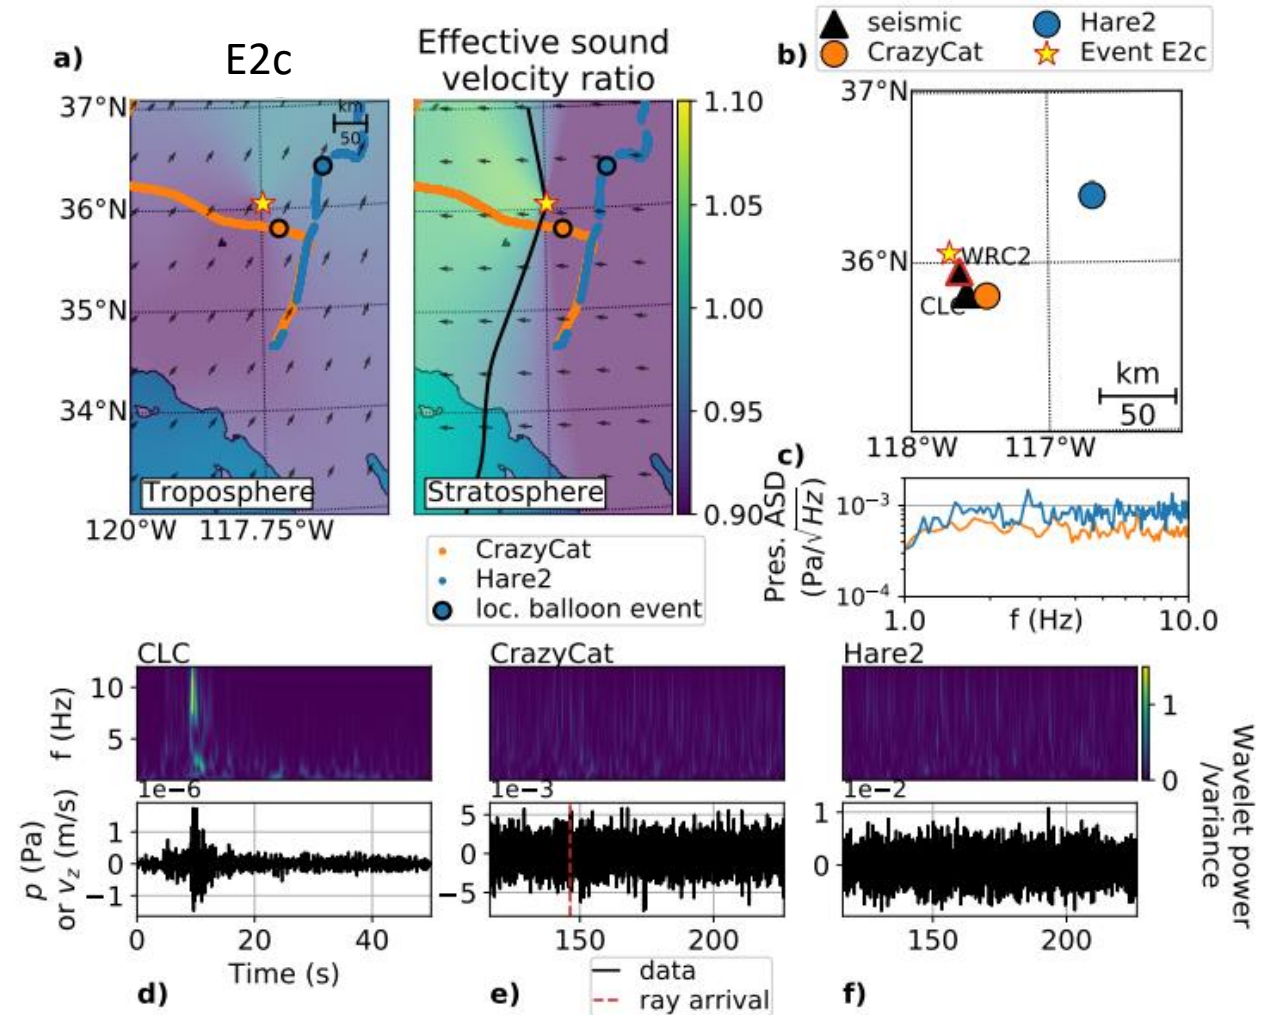 a)
E2c
Effective sound
velocity ratio
37°N
36°N
35°N
34°N
km
50
Troposphere
Stratosphere
120°W 117.75°W
1.10
1.05
1.00
0.95
0.90
CrazyCat
Hare2
loc. balloon event
seismic
CrazyCat
Hare2
Event E2c
b)
37°N
36°N
WRC2
CLC
km
50
118°W 117°W
c)
Pres. ASD
(Pa/√Hz)
10⁻³
10⁻⁴
1.0 f (Hz) 10.0
CLC
f (Hz)
10
5
1e−6
p (Pa)
or v_z (m/s)
1
0
−1
0 20 40
Time (s)
d)
CrazyCat
1e−3
5
0
−5
150 200
data
ray arrival
e)
Hare2
1
0
Wavelet power
/variance
1e−2
1
0
150 200
f)